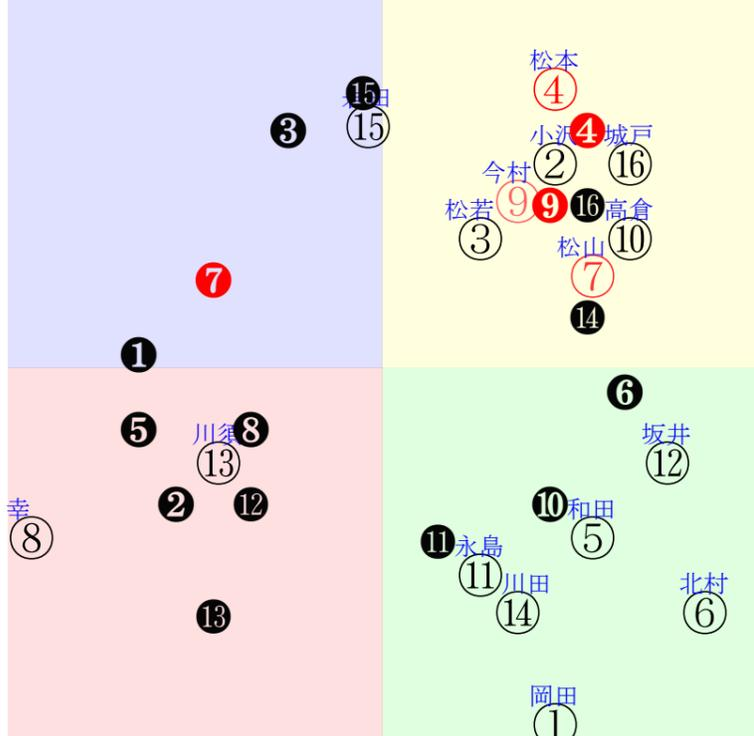 松本
④
❹
小沢
城戸
②
⑯
今村
⑨
❾
⓰
松若
高倉
③
⑩
松山
⑦
⓮
⓯
田
⑮
❸
❼
❶
❻
❺
川須
❽
坂井
⑬
⑫
❷
⓬
❿
和田
幸
⑧
⓫
永島
⑤
⑪
川田
北村
⑭
⑥
⓭
岡田
①